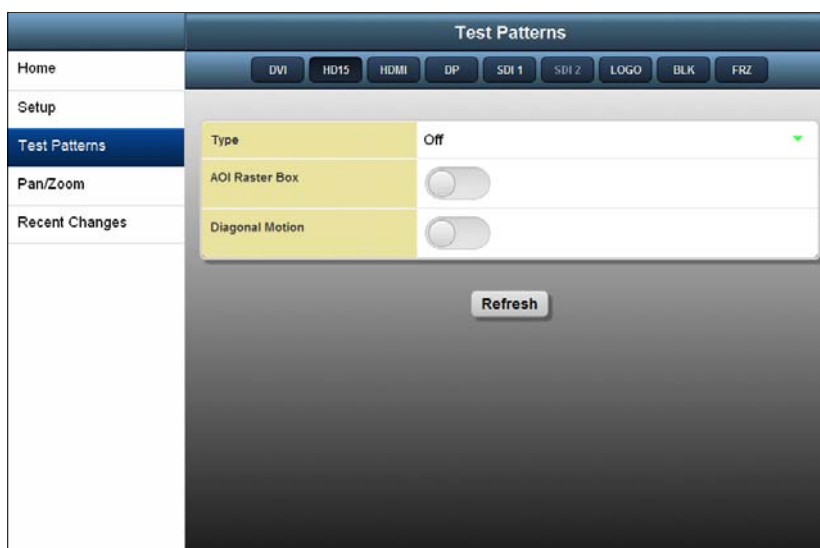 Test Patterns
DVI HD15 HDMI DP SDI 1 SDI 2 LOGO BLK FRZ
Home
Setup
Test Patterns
Pan/Zoom
Recent Changes
Type Off
AOI Raster Box
Diagonal Motion
Refresh